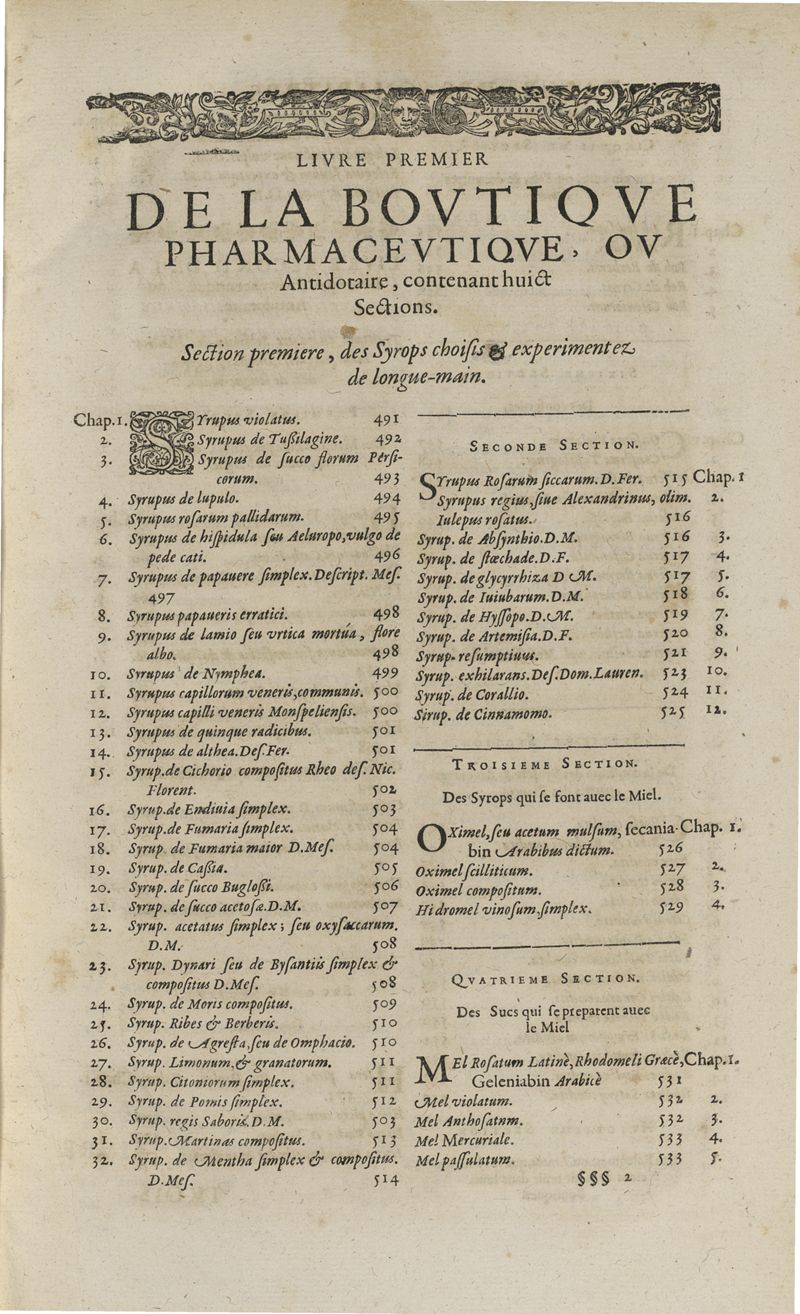 LIVRE PREMIER
DE LA BOVTIQVE
PHARMACEVTIQVE, OV
Antidotaire, contenant huict
Sections.
Section premiere, des Syrops choisis & experimentez
de longue-main.
Chap. 1. SYrupus violatus. 491
2. Syrupus de Tußilagine. 492
3. Syrupus de succo florum Persi-
corum. 493
4. Syrupus de lupulo. 494
5. Syrupus rosarum pallidarum. 495
6. Syrupus de hispidula seu Aeluropo, vulgo de
pede cati. 496
7. Syrupus de papauere simplex. Descript. Mes.
497
8. Syrupus papaueris erratici. 498
9. Syrupus de lamio seu vrtica mortúa, flore
albo. 498
10. Syrupus de Nymphea. 499
11. Syrupus capillorum veneris, communis. 500
12. Syrupus capilli veneris Monspeliensis. 500
13. Syrupus de quinque radicibus. 501
14. Syrupus de althea. Des. Fer. 501
15. Syrup. de Cichorio compositus Rheo des. Nic.
Florent. 502
16. Syrup. de Endiuia simplex. 503
17. Syrup. de Fumaria simplex. 504
18. Syrup. de Fumaria maior D. Mes. 504
19. Syrup. de Caßia. 505
20. Syrup. de succo Bugloßi. 506
21. Syrup. de succo acetosæ. D. M. 507
22. Syrup. acetatus simplex; seu oxysaccarum.
D. M. 508
23. Syrup. Dynari seu de Bysantiis simplex &
compositus D. Mes. 508
24. Syrup. de Moris compositus. 509
25. Syrup. Ribes & Berberis. 510
26. Syrup. de Agresta, seu de Omphacio. 510
27. Syrup. Limonum, & granatorum. 511
28. Syrup. Citoniorum simplex. 511
29. Syrup. de Pomis simplex. 512
30. Syrup. regis Saboris. D. M. 503
31. Syrup. Martinas compositus. 513
32. Syrup. de Mentha simplex & compositus.
D. Mes. 514
SECONDE SECTION.
SYrupus Rosarum siccarum. D. Fer. 515 Chap. 1
Syrupus regius, siue Alexandrinus, olim. 2.
Iulepus rosatus. 516
Syrup. de Absynthio. D. M. 516 3.
Syrup. de stœchade. D. F. 517 4.
Syrup. de glycyrrhiza D M. 517 5.
Syrup. de Iuiubarum. D. M. 518 6.
Syrup. de Hyssopo. D. M. 519 7.
Syrup. de Artemisia. D. F. 520 8.
Syrup. resumptiuus. 521 9.
Syrup. exhilarans. Des. Dom. Lauren. 523 10.
Syrup. de Corallio. 524 11.
Sirup. de Cinnamomo. 525 12.
TROISIEME SECTION.
Des Syrops qui se font auec le Miel.
OXimel, seu acetum mulsum, secania- Chap. 1.
bin Arabibus dictum. 526
Oximel scilliticum. 527 2.
Oximel compositum. 528 3.
Hidromel vinosum, simplex. 529 4.
QVATRIEME SECTION.
Des Sucs qui se preparent auec
le Miel
MEl Rosatum Latinè, Rhodomeli Græcè, Chap. 1.
Geleniabin Arabicè 531
Mel violatum. 532 2.
Mel Anthosatnm. 532 3.
Mel Mercuriale. 533 4.
Mel passulatum. 533 5.
§§§ 2